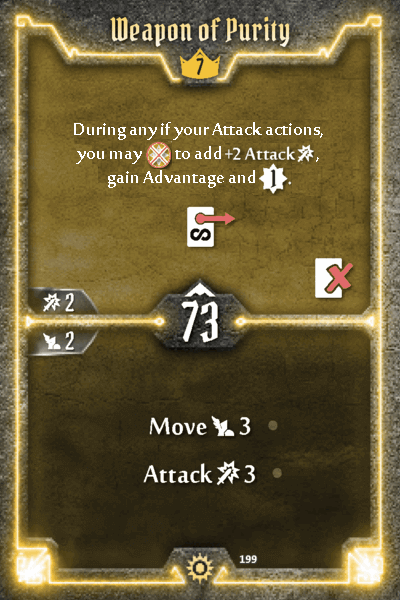 Weapon of Purity
7
During any if your Attack actions,
you may to add +2 Attack,
gain Advantage and 1.
2
73
2
Move 3
Attack 3
199